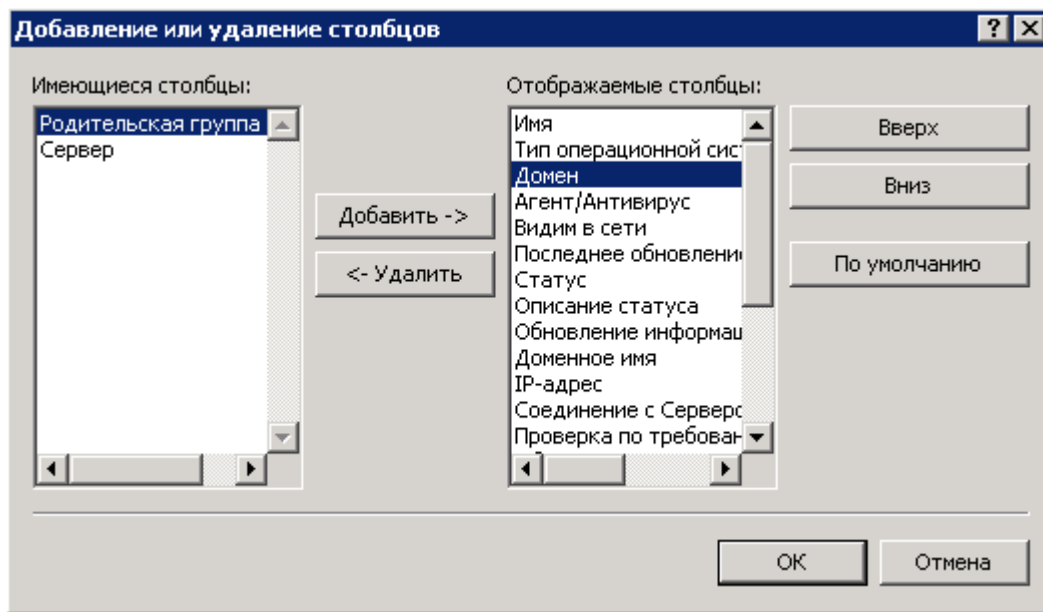 Добавление или удаление столбцов
Имеющиеся столбцы:
Родительская группа
Сервер
Добавить ->
<- Удалить
Отображаемые столбцы:
Имя
Тип операционной сис
Домен
Агент/Антивирус
Видим в сети
Последнее обновлени
Статус
Описание статуса
Обновление информац
Доменное имя
IP-адрес
Соединение с Серверо
Проверка по требован
Вверх
Вниз
По умолчанию
ОК
Отмена